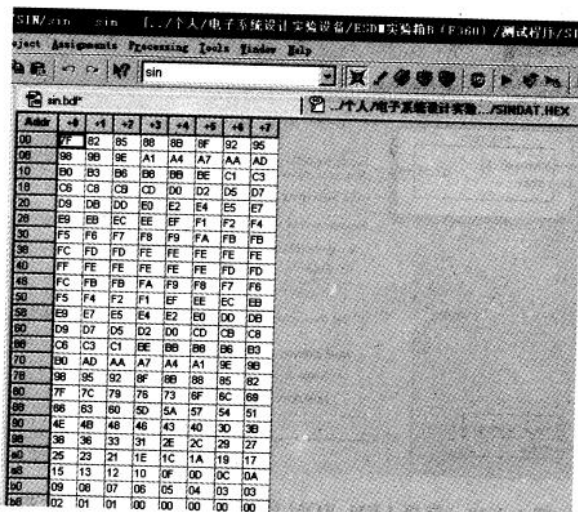 SIN/sin sin [../个人/电子系统设计实验设备/ESD■实验箱B（F360）/测试程序/SI
oject Assignments Processing Tools Window Help
sin
sin.bdf* ../个人/电子系统设计实验.../SINDAT.HEX
Addr +0 +1 +2 +3 +4 +5 +6 +7
00 7F 82 85 88 8B 8F 92 95
08 98 9B 9E A1 A4 A7 AA AD
10 B0 B3 B6 B8 BB BE C1 C3
18 C6 C8 CB CD D0 D2 D5 D7
20 D9 DB DD E0 E2 E4 E5 E7
28 E9 EB EC EE EF F1 F2 F4
30 F5 F6 F7 F8 F9 FA FB FB
38 FC FD FD FE FE FE FE FE
40 FF FE FE FE FE FE FD FD
48 FC FB FB FA F9 F8 F7 F6
50 F5 F4 F2 F1 EF EE EC EB
58 E9 E7 E5 E4 E2 E0 DD DB
60 D9 D7 D5 D2 D0 CD CB C8
68 C6 C3 C1 BE BB B8 B6 B3
70 B0 AD AA A7 A4 A1 9E 9B
78 98 95 92 8F 8B 88 85 82
80 7F 7C 79 76 73 6F 6C 69
88 66 63 60 5D 5A 57 54 51
90 4E 4B 48 46 43 40 3D 3B
98 38 36 33 31 2E 2C 29 27
a0 25 23 21 1E 1C 1A 19 17
a8 15 13 12 10 0F 0D 0C 0A
b0 09 08 07 06 05 04 03 03
b8 02 01 01 00 00 00 00 00